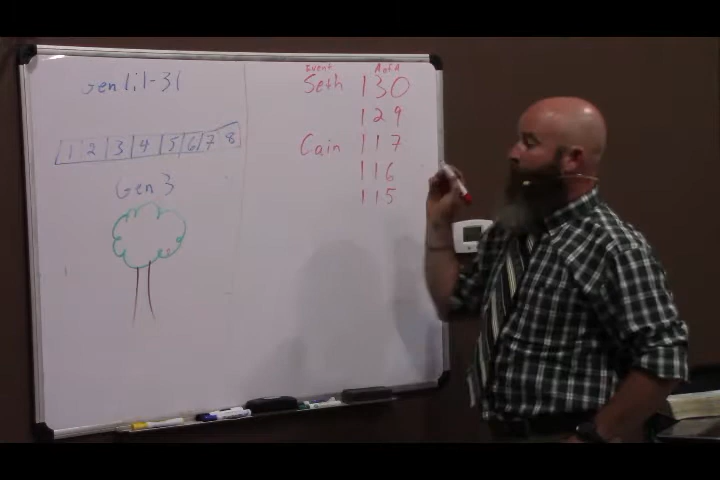 Gen 1:1-31
1 2 3 4 5 6 7 8
Gen 3
Event A of A
Seth 130
129
Cain 117
116
115